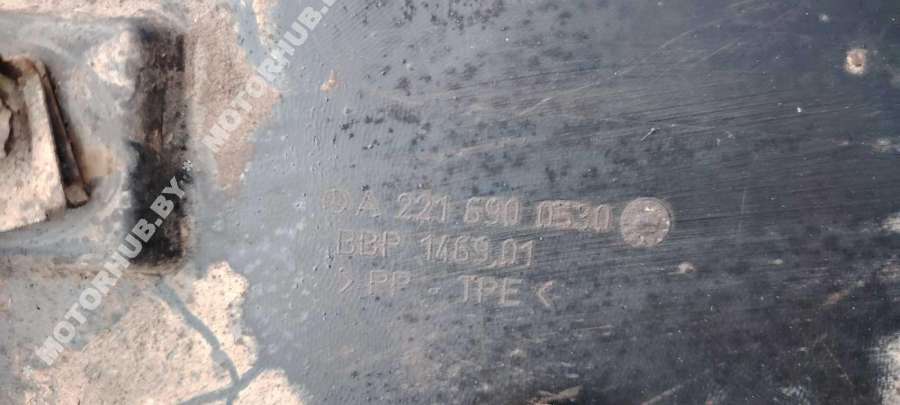 A 221 690 0530
BBP 1469.01
> PP - TPE <
MOTORHUB.BY * MOTORHUB.BY